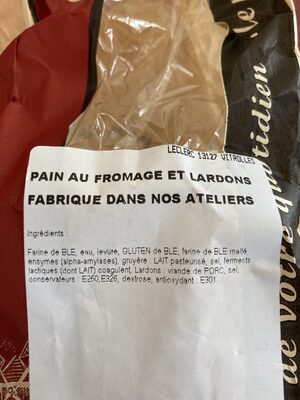 LECLERC 13127 VITROLLES
PAIN AU FROMAGE ET LARDONS
FABRIQUE DANS NOS ATELIERS
Ingrédients :
Farine de BLE, eau, levure, GLUTEN de BLE, farine de BLE malté
ensymes (alpha-amylases), gruyère : LAIT pasteurisé, sel, ferments
lactiques (dont LAIT) coagulent, Lardons : viande de PORC, sel,
conservateurs : E250,E326, dextrose, antioxydant : E301.
de votre quotidien